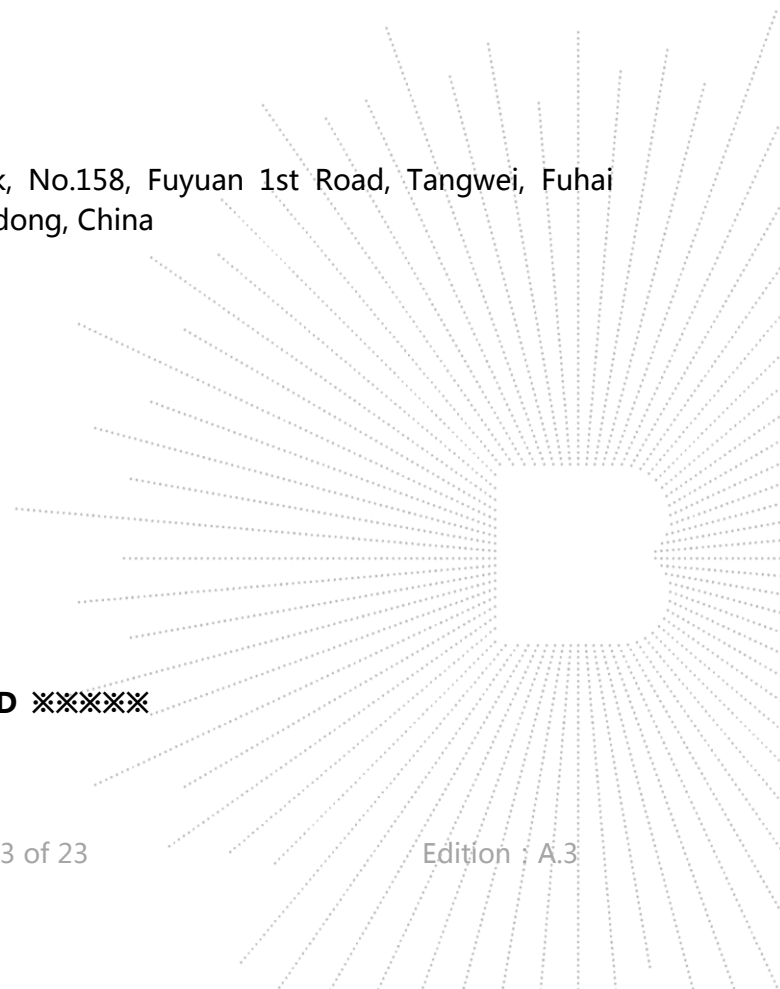 k, No.158, Fuyuan 1st Road, Tangwei, Fuhai
dong, China
D ※※※※※
3 of 23
Edition : A.3